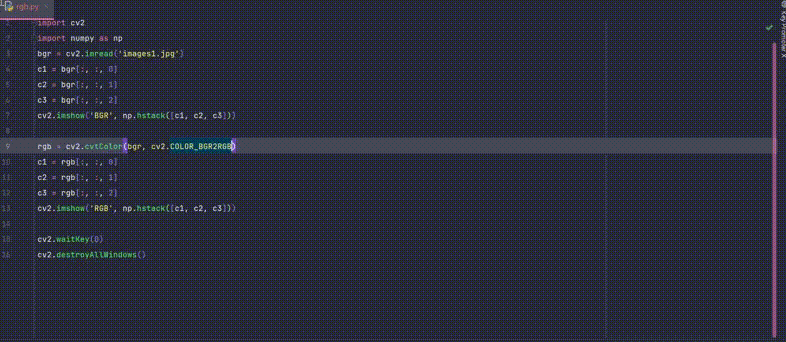 rgb.py
1 import cv2
2 import numpy as np
3 bgr = cv2.imread('images1.jpg')
4 c1 = bgr[:, :, 0]
5 c2 = bgr[:, :, 1]
6 c3 = bgr[:, :, 2]
7 cv2.imshow('BGR', np.hstack([c1, c2, c3]))
8
9 rgb = cv2.cvtColor(bgr, cv2.COLOR_BGR2RGB)
10 c1 = rgb[:, :, 0]
11 c2 = rgb[:, :, 1]
12 c3 = rgb[:, :, 2]
13 cv2.imshow('RGB', np.hstack([c1, c2, c3]))
14
15 cv2.waitKey(0)
16 cv2.destroyAllWindows()
Key Promoter X